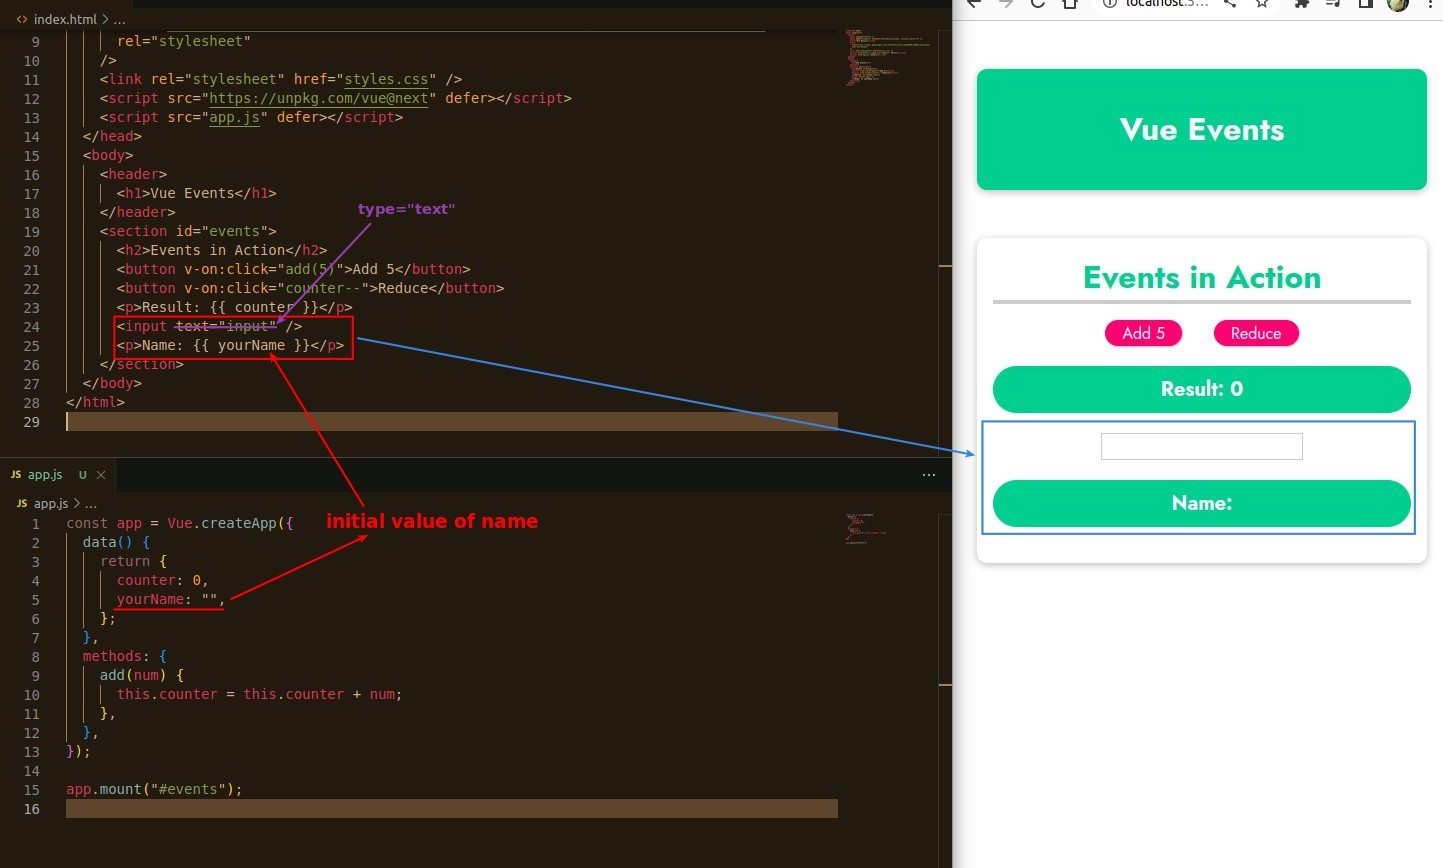 index.html > ...
9 rel="stylesheet"
10 />
11 <link rel="stylesheet" href="styles.css" />
12 <script src="https://unpkg.com/vue@next" defer></script>
13 <script src="app.js" defer></script>
14 </head>
15 <body>
16 <header>
17 <h1>Vue Events</h1>
18 </header>
type="text"
19 <section id="events">
20 <h2>Events in Action</h2>
21 <button v-on:click="add(5)">Add 5</button>
22 <button v-on:click="counter--">Reduce</button>
23 <p>Result: {{ counter }}</p>
24 <input text="input" />
25 <p>Name: {{ yourName }}</p>
26 </section>
27 </body>
28 </html>
29
JS app.js U ×
...
JS app.js > ...
1 const app = Vue.createApp({
initial value of name
2 data() {
3 return {
4 counter: 0,
5 yourName: "",
6 };
7 },
8 methods: {
9 add(num) {
10 this.counter = this.counter + num;
11 },
12 },
13 });
14
15 app.mount("#events");
16
localhost:5...
Vue Events
Events in Action
Add 5 Reduce
Result: 0
Name: